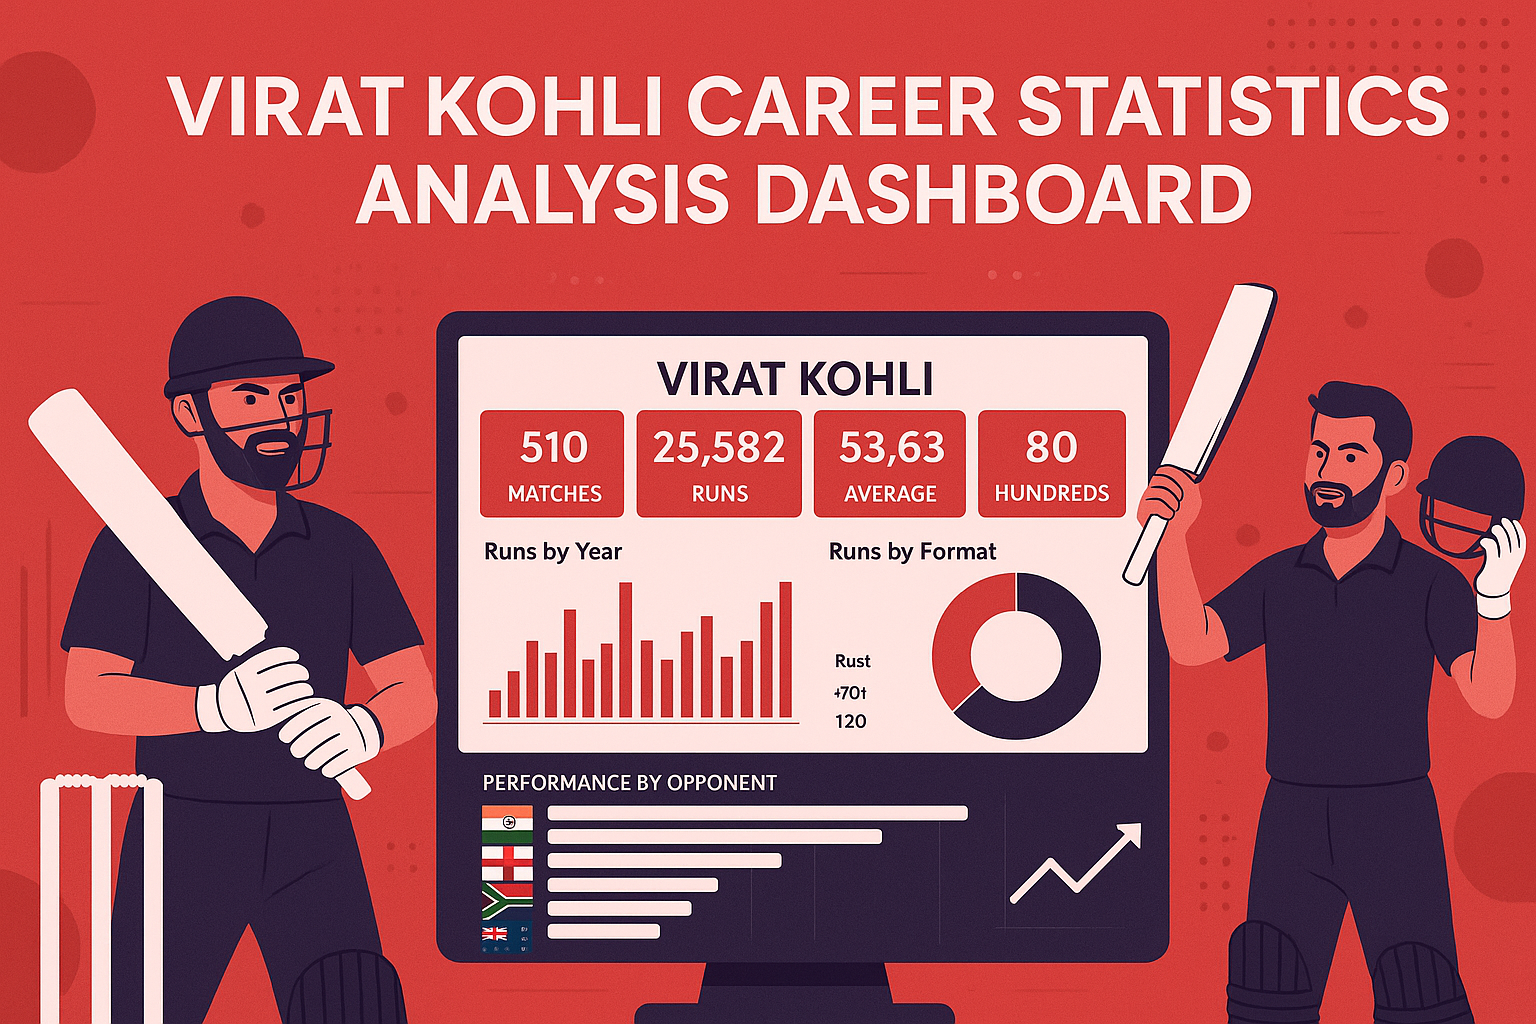 VIRAT KOHLI CAREER STATISTICS
ANALYSIS DASHBOARD
VIRAT KOHLI
510
MATCHES
25,582
RUNS
53,63
AVERAGE
80
HUNDREDS
Runs by Year
Runs by Format
Rust
+70t
120
PERFORMANCE BY OPPONENT